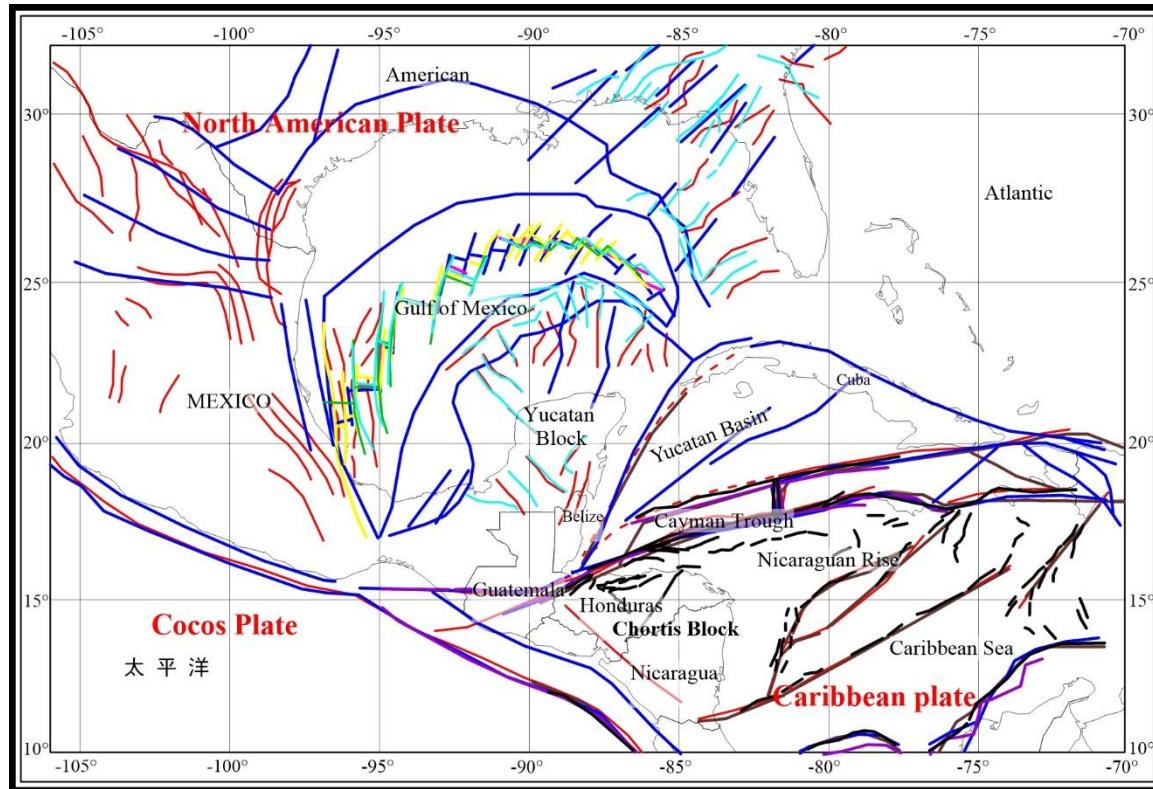 -105° -100° -95° -90° -85° -80° -75° -70°
American
30° North American Plate 30°
Atlantic
25° 25°
Gulf of Mexico
Cuba
MEXICO
Yucatan
Block
Yucatan Basin
20° 20°
Belize
Cayman Trough
Nicaraguan Rise
Guatemala
Honduras
15° 15°
Cocos Plate
Chortis Block
Caribbean Sea
太平洋
Nicaragua
Caribbean plate
10° 10°
-105° -100° -95° -90° -85° -80° -75° -70°